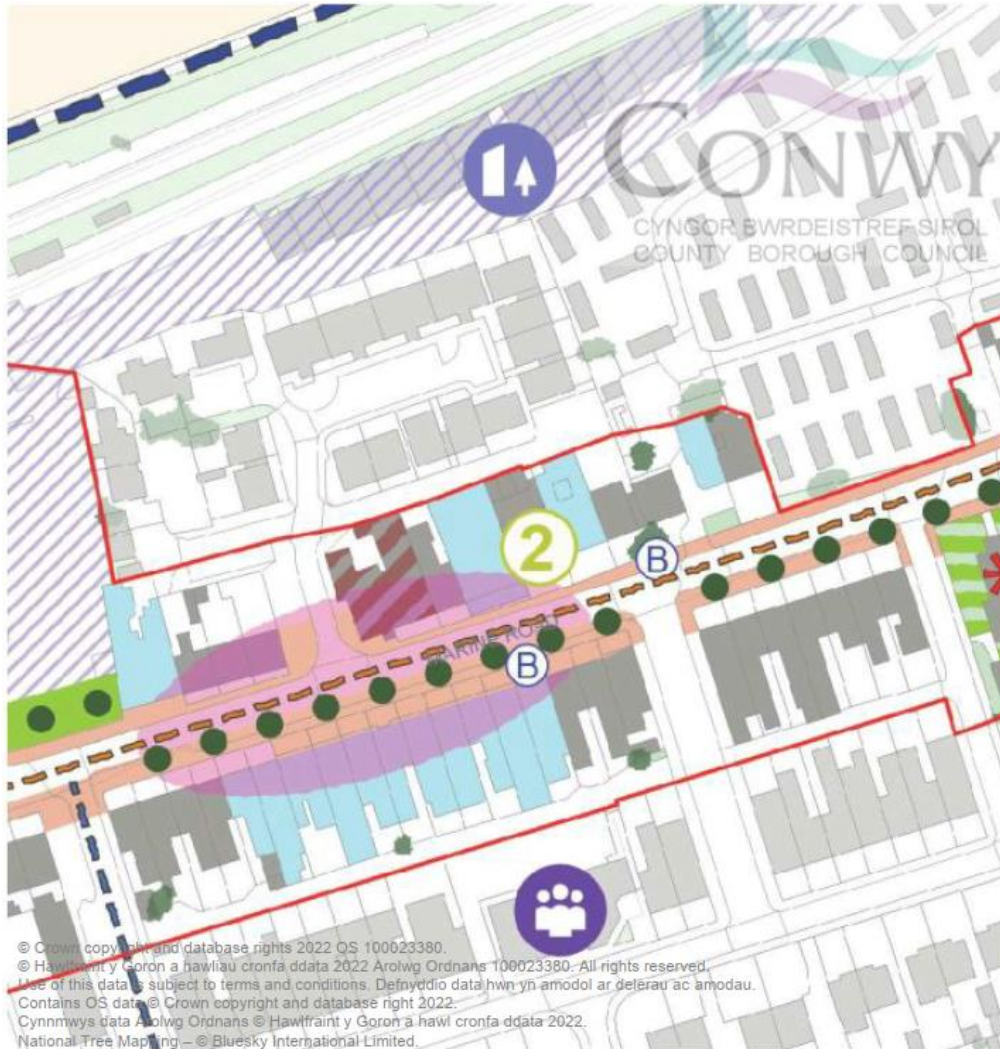 CONWY
CYNGOR BWRDEISTREF SIROL
COUNTY BOROUGH COUNCIL
2
B
MARINE ROAD
B
© Crown copyright and database rights 2022 OS 100023380.
© Hawlfraint y Goron a hawliau cronfa ddata 2022 Arolwg Ordnans 100023380. All rights reserved.
Use of this data is subject to terms and conditions. Defnyddio data hwn yn amodol ar delerau ac amodau.
Contains OS data © Crown copyright and database right 2022.
Cynnmwys data Arolwg Ordnans © Hawlfraint y Goron a hawl cronfa ddata 2022.
National Tree Mapping – © Bluesky International Limited.